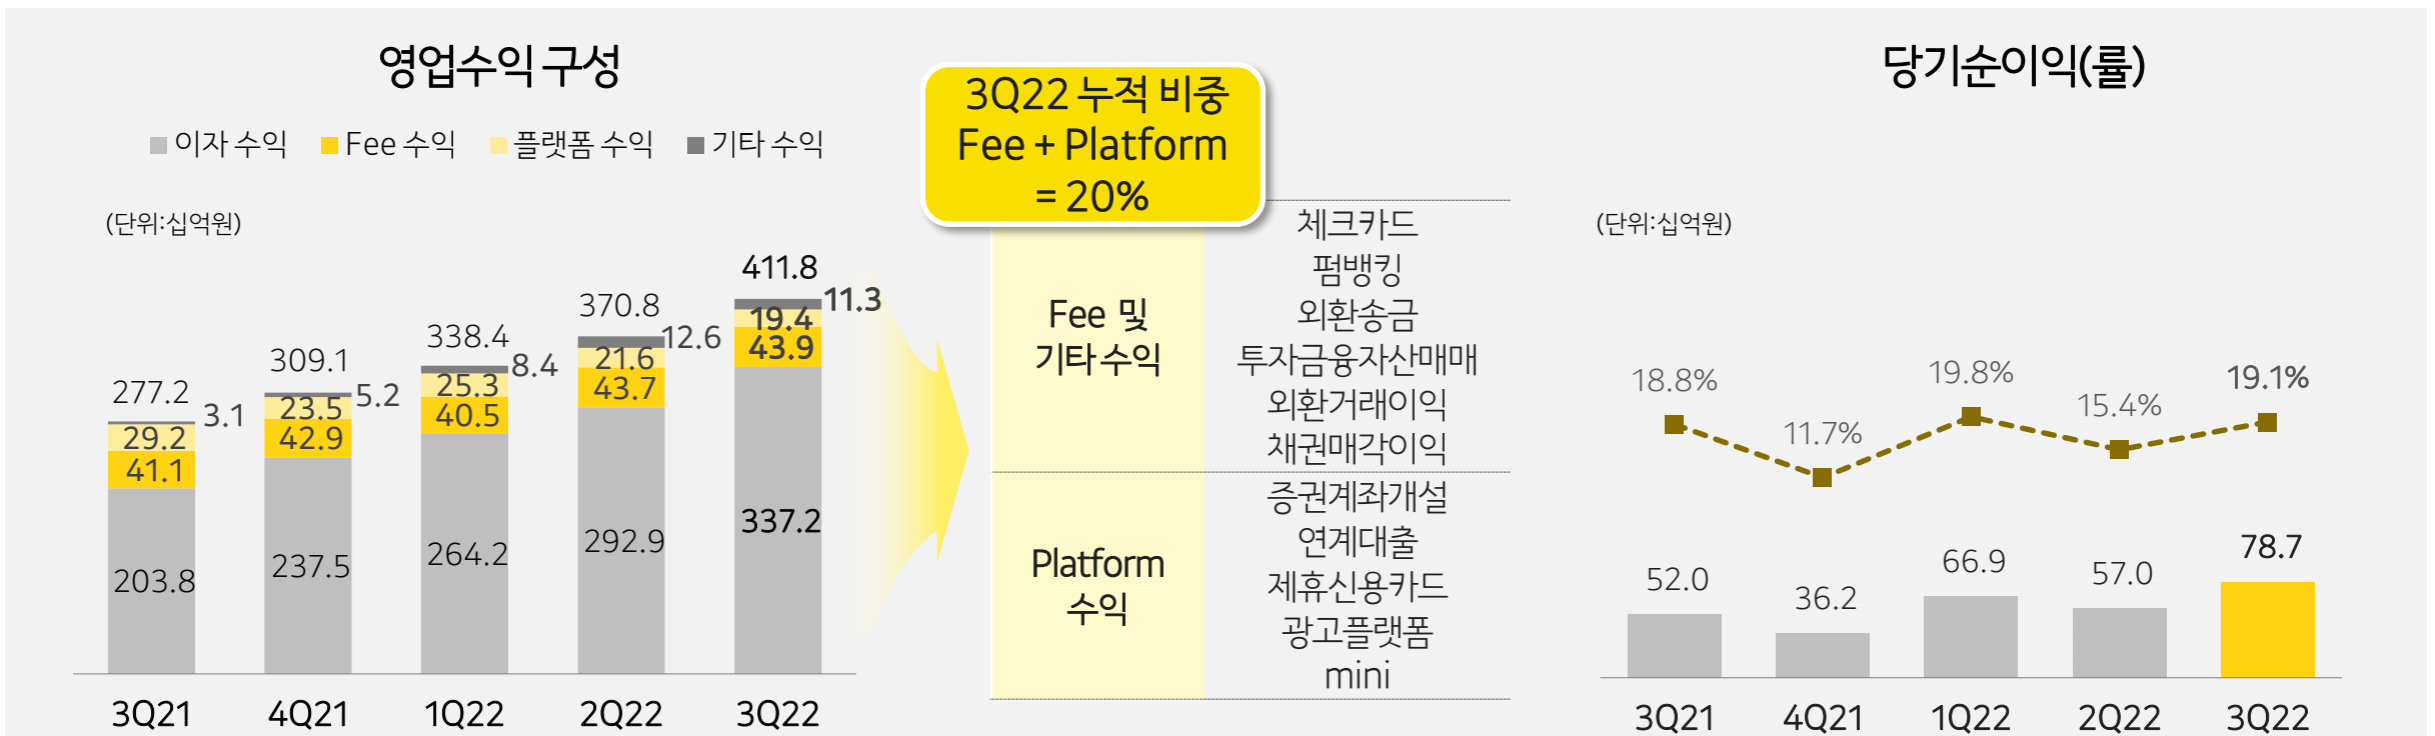 영업수익 구성
이자 수익 Fee 수익 플랫폼 수익 기타 수익
(단위:십억원)
277.2
3.1
29.2
41.1
203.8
309.1
5.2
23.5
42.9
237.5
338.4
8.4
25.3
40.5
264.2
370.8
12.6
21.6
43.7
292.9
411.8
11.3
19.4
43.9
337.2
3Q21 4Q21 1Q22 2Q22 3Q22
3Q22 누적 비중
Fee + Platform
= 20%
Fee 및
기타 수익
체크카드
펌뱅킹
외환송금
투자금융자산매매
외환거래이익
채권매각이익
Platform
수익
증권계좌개설
연계대출
제휴신용카드
광고플랫폼
mini
당기순이익(률)
(단위:십억원)
18.8% 11.7% 19.8% 15.4% 19.1%
52.0 36.2 66.9 57.0 78.7
3Q21 4Q21 1Q22 2Q22 3Q22